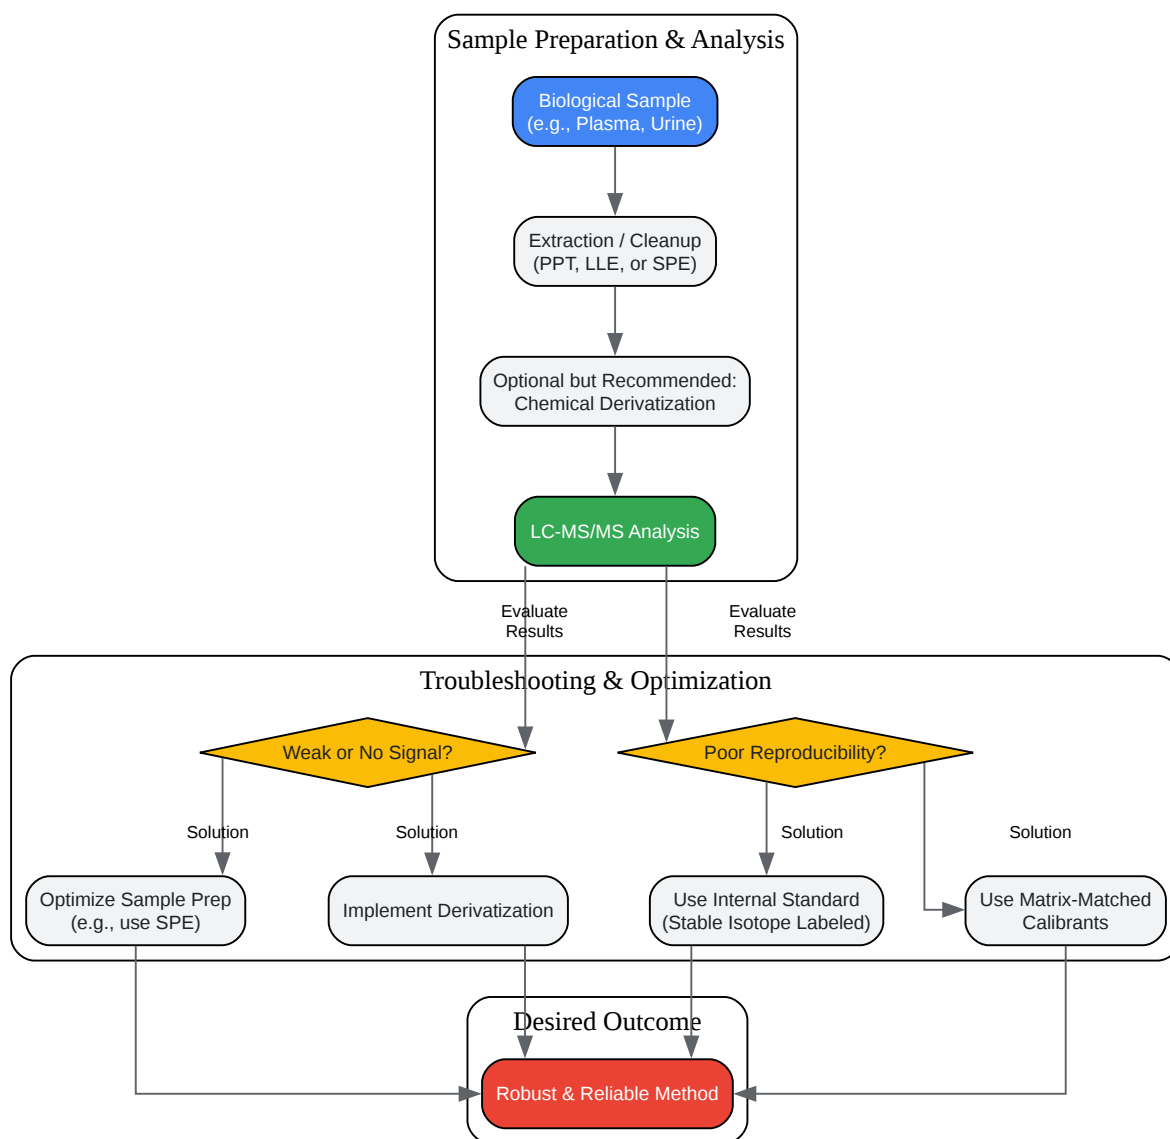 Sample Preparation & Analysis
Biological Sample
(e.g., Plasma, Urine)
Extraction / Cleanup
(PPT, LLE, or SPE)
Optional but Recommended:
Chemical Derivatization
LC-MS/MS Analysis
Evaluate
Results
Evaluate
Results
Troubleshooting & Optimization
Weak or No Signal?
Poor Reproducibility?
Solution
Solution
Solution
Solution
Optimize Sample Prep
(e.g., use SPE)
Implement Derivatization
Use Internal Standard
(Stable Isotope Labeled)
Use Matrix-Matched
Calibrants
Desired Outcome
Robust & Reliable Method